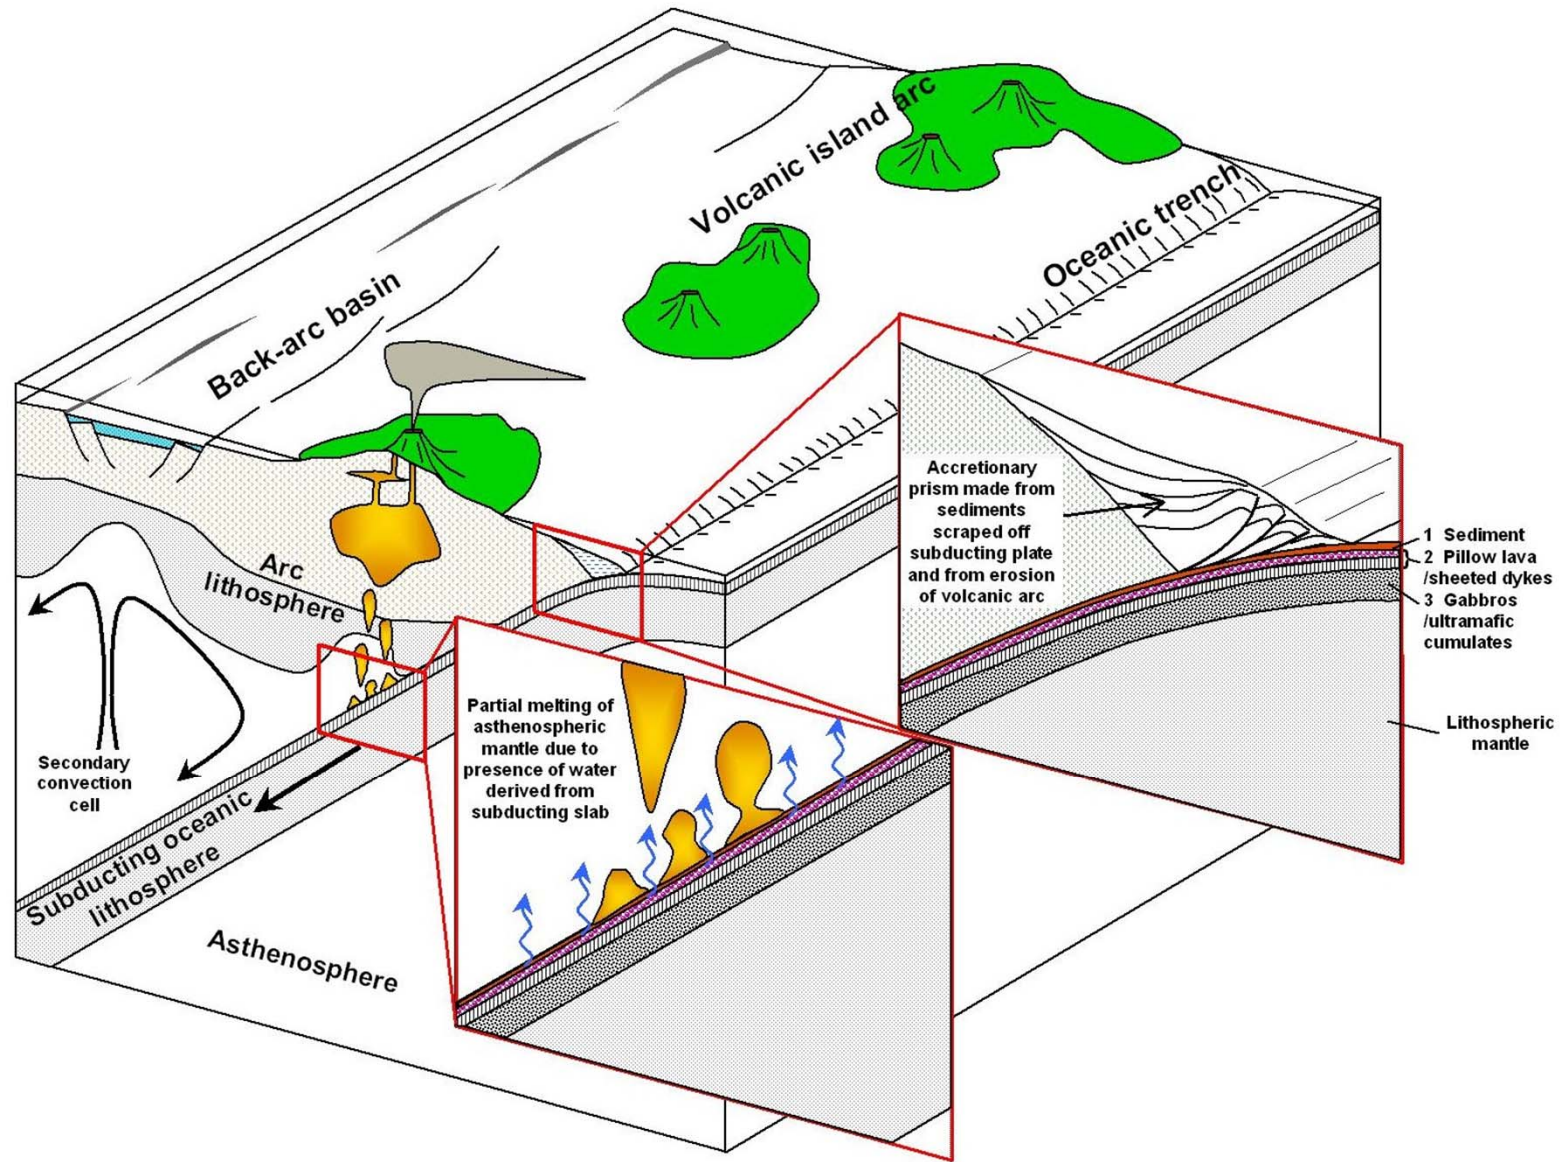 Volcanic island arc
Oceanic trench
Back-arc basin
Arc
lithosphere
Secondary
convection
cell
Subducting oceanic
lithosphere
Asthenosphere
Partial melting of
asthenospheric
mantle due to
presence of water
derived from
subducting slab
Accretionary
prism made from
sediments
scraped off
subducting plate
and from erosion
of volcanic arc
1 Sediment
2 Pillow lava
/sheeted dykes
3 Gabbros
/ultramafic
cumulates
Lithospheric
mantle